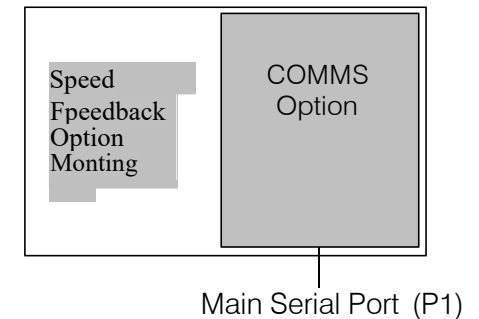 Speed
Fpeedback
Option
Monting
COMMS
Option
Main Serial Port (P1)